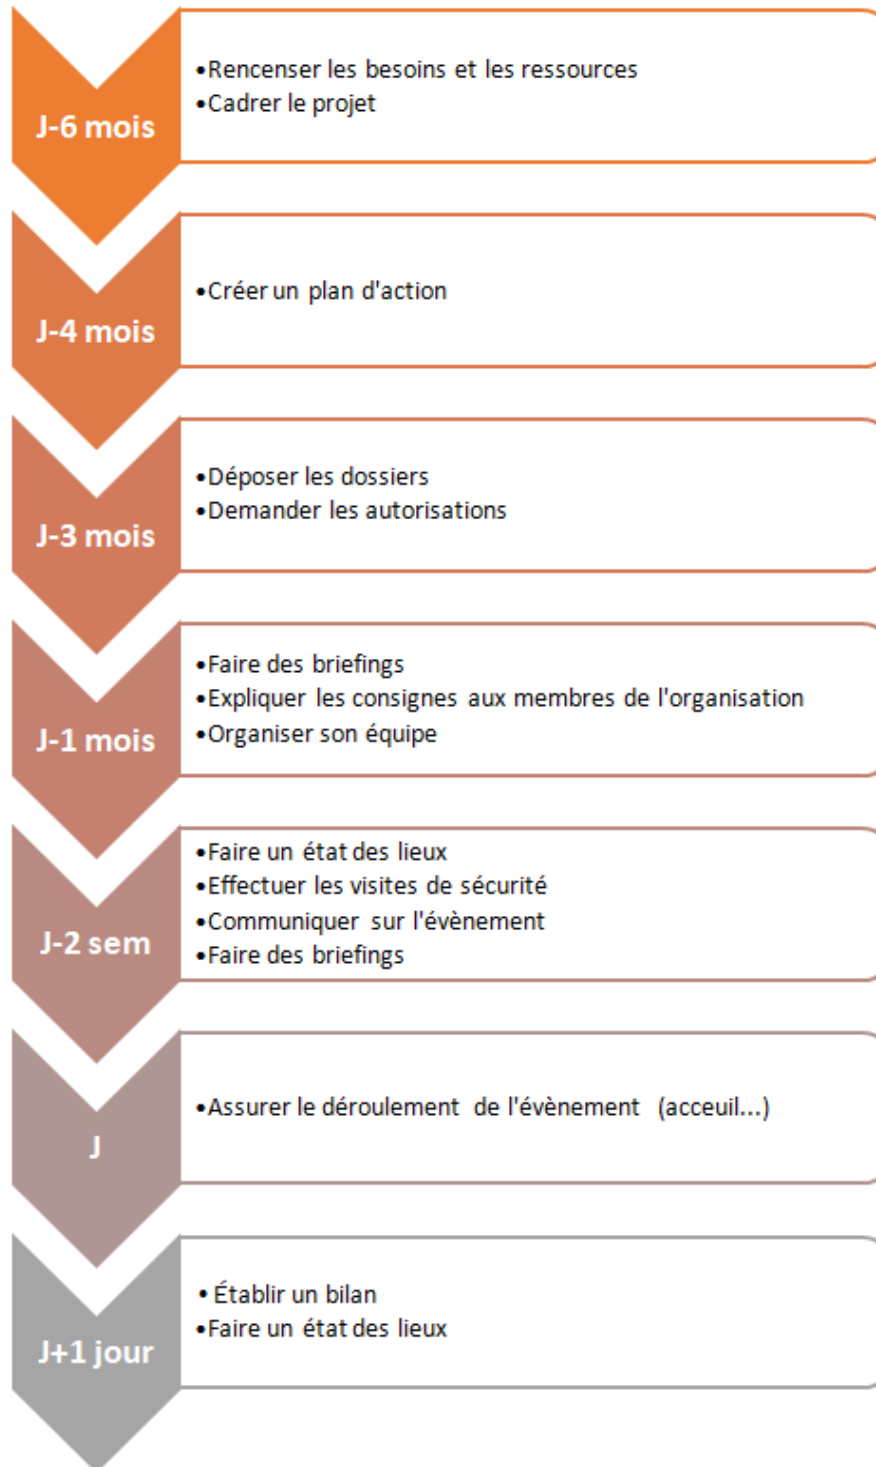 J-6 mois
•Rencenser les besoins et les ressources
•Cadrer le projet
J-4 mois
•Créer un plan d'action
J-3 mois
•Déposer les dossiers
•Demander les autorisations
J-1 mois
•Faire des briefings
•Expliquer les consignes aux membres de l'organisation
•Organiser son équipe
J-2 sem
•Faire un état des lieux
•Effectuer les visites de sécurité
•Communiquer sur l'évènement
•Faire des briefings
J
•Assurer le déroulement de l'évènement (acceuil...)
J+1 jour
• Établir un bilan
•Faire un état des lieux